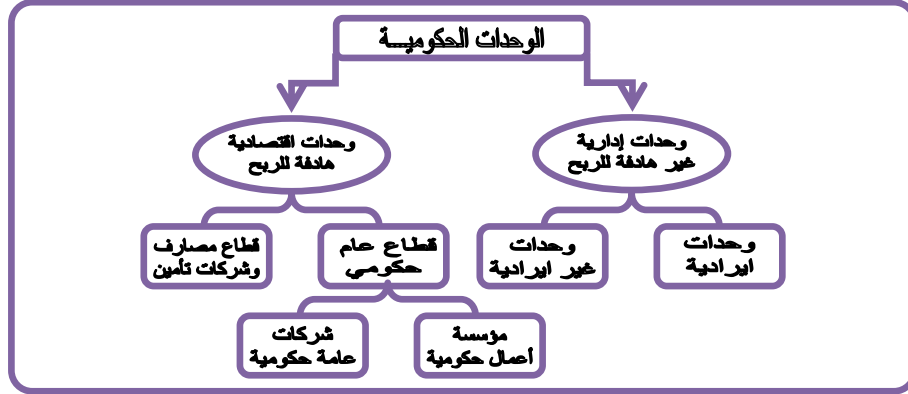 الوحدات الحكوميـــة
وحدات إدارية
غير هادفة للربح
وحدات اقتصادية
هادفة للربح
وحدات
ايرادية
وحدات
غير ايرادية
قطاع عام
حكومي
قطاع مصارف
وشركات تأمين
مؤسسة
أعمال حكومية
شركات
عامة حكومية